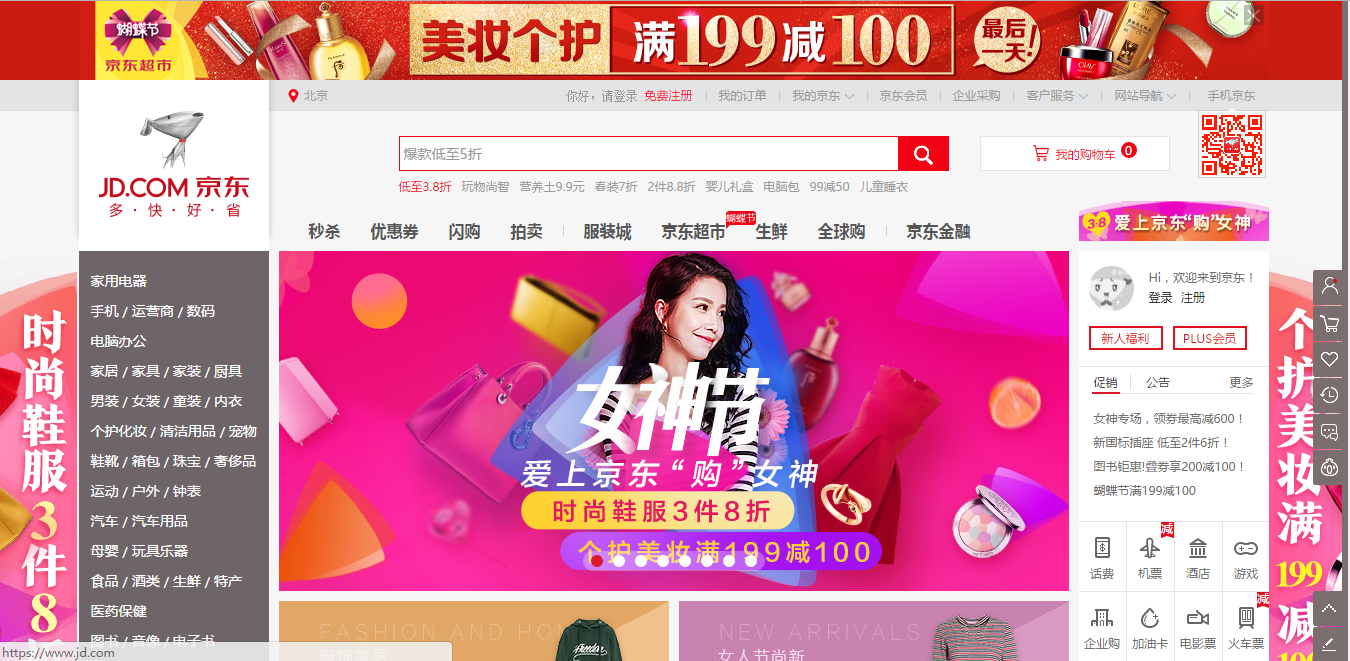 蝴蝶节
京东超市
美妆个护
满199减100
最后
一天!
OLAY
北京
你好，请登录 免费注册
我的订单
我的京东
京东会员
企业采购
客户服务
网站导航
手机京东
JD.COM 京东
多·快·好·省
爆款低至5折
我的购物车 0
低至3.8折 玩物尚智 营养土9.9元 春装7折 2件8.8折 婴儿礼盒 电脑包 99减50 儿童睡衣
蝴蝶节
秒杀 优惠券 闪购 拍卖 服装城 京东超市 生鲜 全球购 京东金融
3·8 爱上京东“购”女神
家用电器
手机 / 运营商 / 数码
电脑办公
家居 / 家具 / 家装 / 厨具
男装 / 女装 / 童装 / 内衣
个护化妆 / 清洁用品 / 宠物
鞋靴 / 箱包 / 珠宝 / 奢侈品
运动 / 户外 / 钟表
汽车 / 汽车用品
母婴 / 玩具乐器
食品 / 酒类 / 生鲜 / 特产
医药保健
图书 / 音像 / 电子书
时尚鞋服3件8折
女神节
爱上京东“购”女神
时尚鞋服3件8折
个护美妆满199减100
Hi，欢迎来到京东！
登录 注册
新人福利
PLUS会员
促销 公告 更多
女神专场，领券最高减600！
新国标插座 低至2件6折！
图书钜惠!叠券享200减100！
蝴蝶节满199减100
减
话费 机票 酒店 游戏
减
企业购 加油卡 电影票 火车票
个护美妆满199减100
FASHION AND HOM
服饰家居
NEW ARRIVALS
女人节尚新
https://www.jd.com